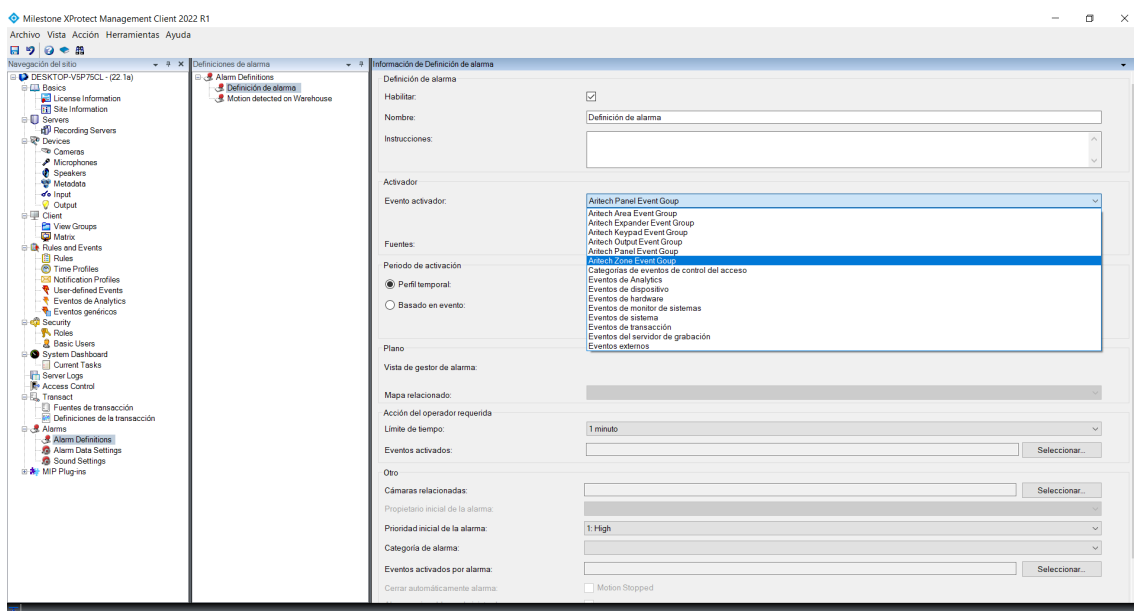 Milestone XProtect Management Client 2022 R1
Archivo Vista Acción Herramientas Ayuda
Navegación del sitio
DESKTOP-V5P75CL - (22.1a)
Basics
License Information
Site Information
Servers
Recording Servers
Devices
Cameras
Microphones
Speakers
Metadata
Input
Output
Client
View Groups
Matrix
Rules and Events
Rules
Time Profiles
Notification Profiles
User-defined Events
Eventos de Analytics
Eventos genéricos
Security
Roles
Basic Users
System Dashboard
Current Tasks
Server Logs
Access Control
Transact
Fuentes de transacción
Definiciones de la transacción
Alarms
Alarm Definitions
Alarm Data Settings
Sound Settings
MIP Plug-ins
Definiciones de alarma
Alarm Definitions
Definición de alarma
Motion detected on Warehouse
Información de Definición de alarma
Definición de alarma
Habilitar:
Nombre:
Definición de alarma
Instrucciones:
Activador
Evento activador:
Aritech Panel Event Goup
Aritech Area Event Group
Aritech Expander Event Group
Aritech Keypad Event Group
Aritech Output Event Group
Aritech Panel Event Goup
Aritech Zone Event Goup
Categorías de eventos de control del acceso
Eventos de Analytics
Eventos de dispositivo
Eventos de hardware
Eventos de monitor de sistemas
Eventos de sistema
Eventos de transacción
Eventos del servidor de grabación
Eventos externos
Fuentes:
Periodo de activación
Perfil temporal:
Basado en evento:
Plano
Vista de gestor de alarma:
Mapa relacionado:
Acción del operador requerida
Límite de tiempo:
1 minuto
Eventos activados:
Seleccionar...
Otro
Cámaras relacionadas:
Seleccionar...
Propietario inicial de la alarma:
Prioridad inicial de la alarma:
1: High
Categoría de alarma:
Eventos activados por alarma:
Seleccionar...
Cerrar automáticamente alarma:
Motion Stopped